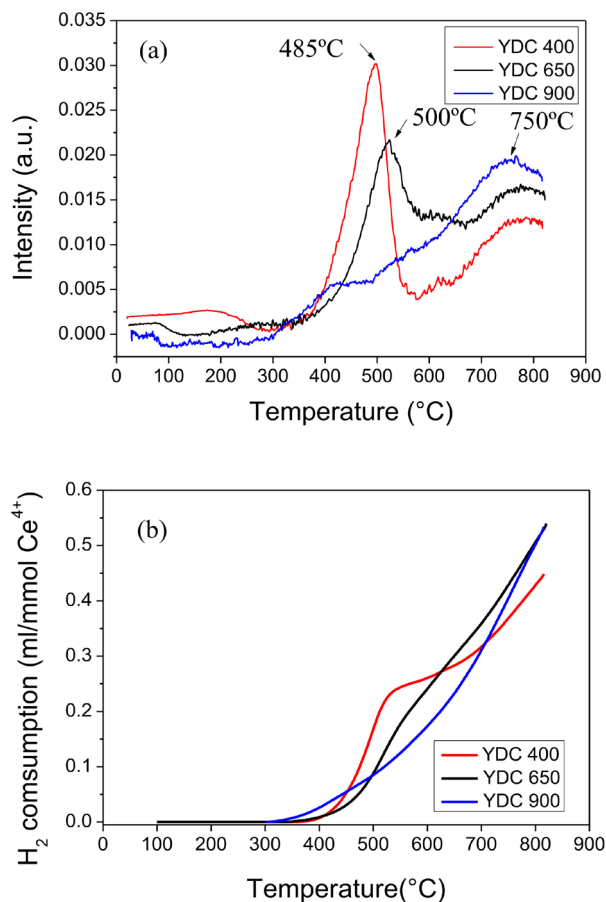 (a)
485ºC
500ºC
750ºC
YDC 400
YDC 650
YDC 900
Intensity (a.u.)
0.035
0.030
0.025
0.020
0.015
0.010
0.005
0.000
0 100 200 300 400 500 600 700 800 900
Temperature (°C)
(b)
H2 comsumption (ml/mmol Ce4+)
0.6
0.5
0.4
0.3
0.2
0.1
0.0
YDC 400
YDC 650
YDC 900
0 100 200 300 400 500 600 700 800 900
Temperature(°C)